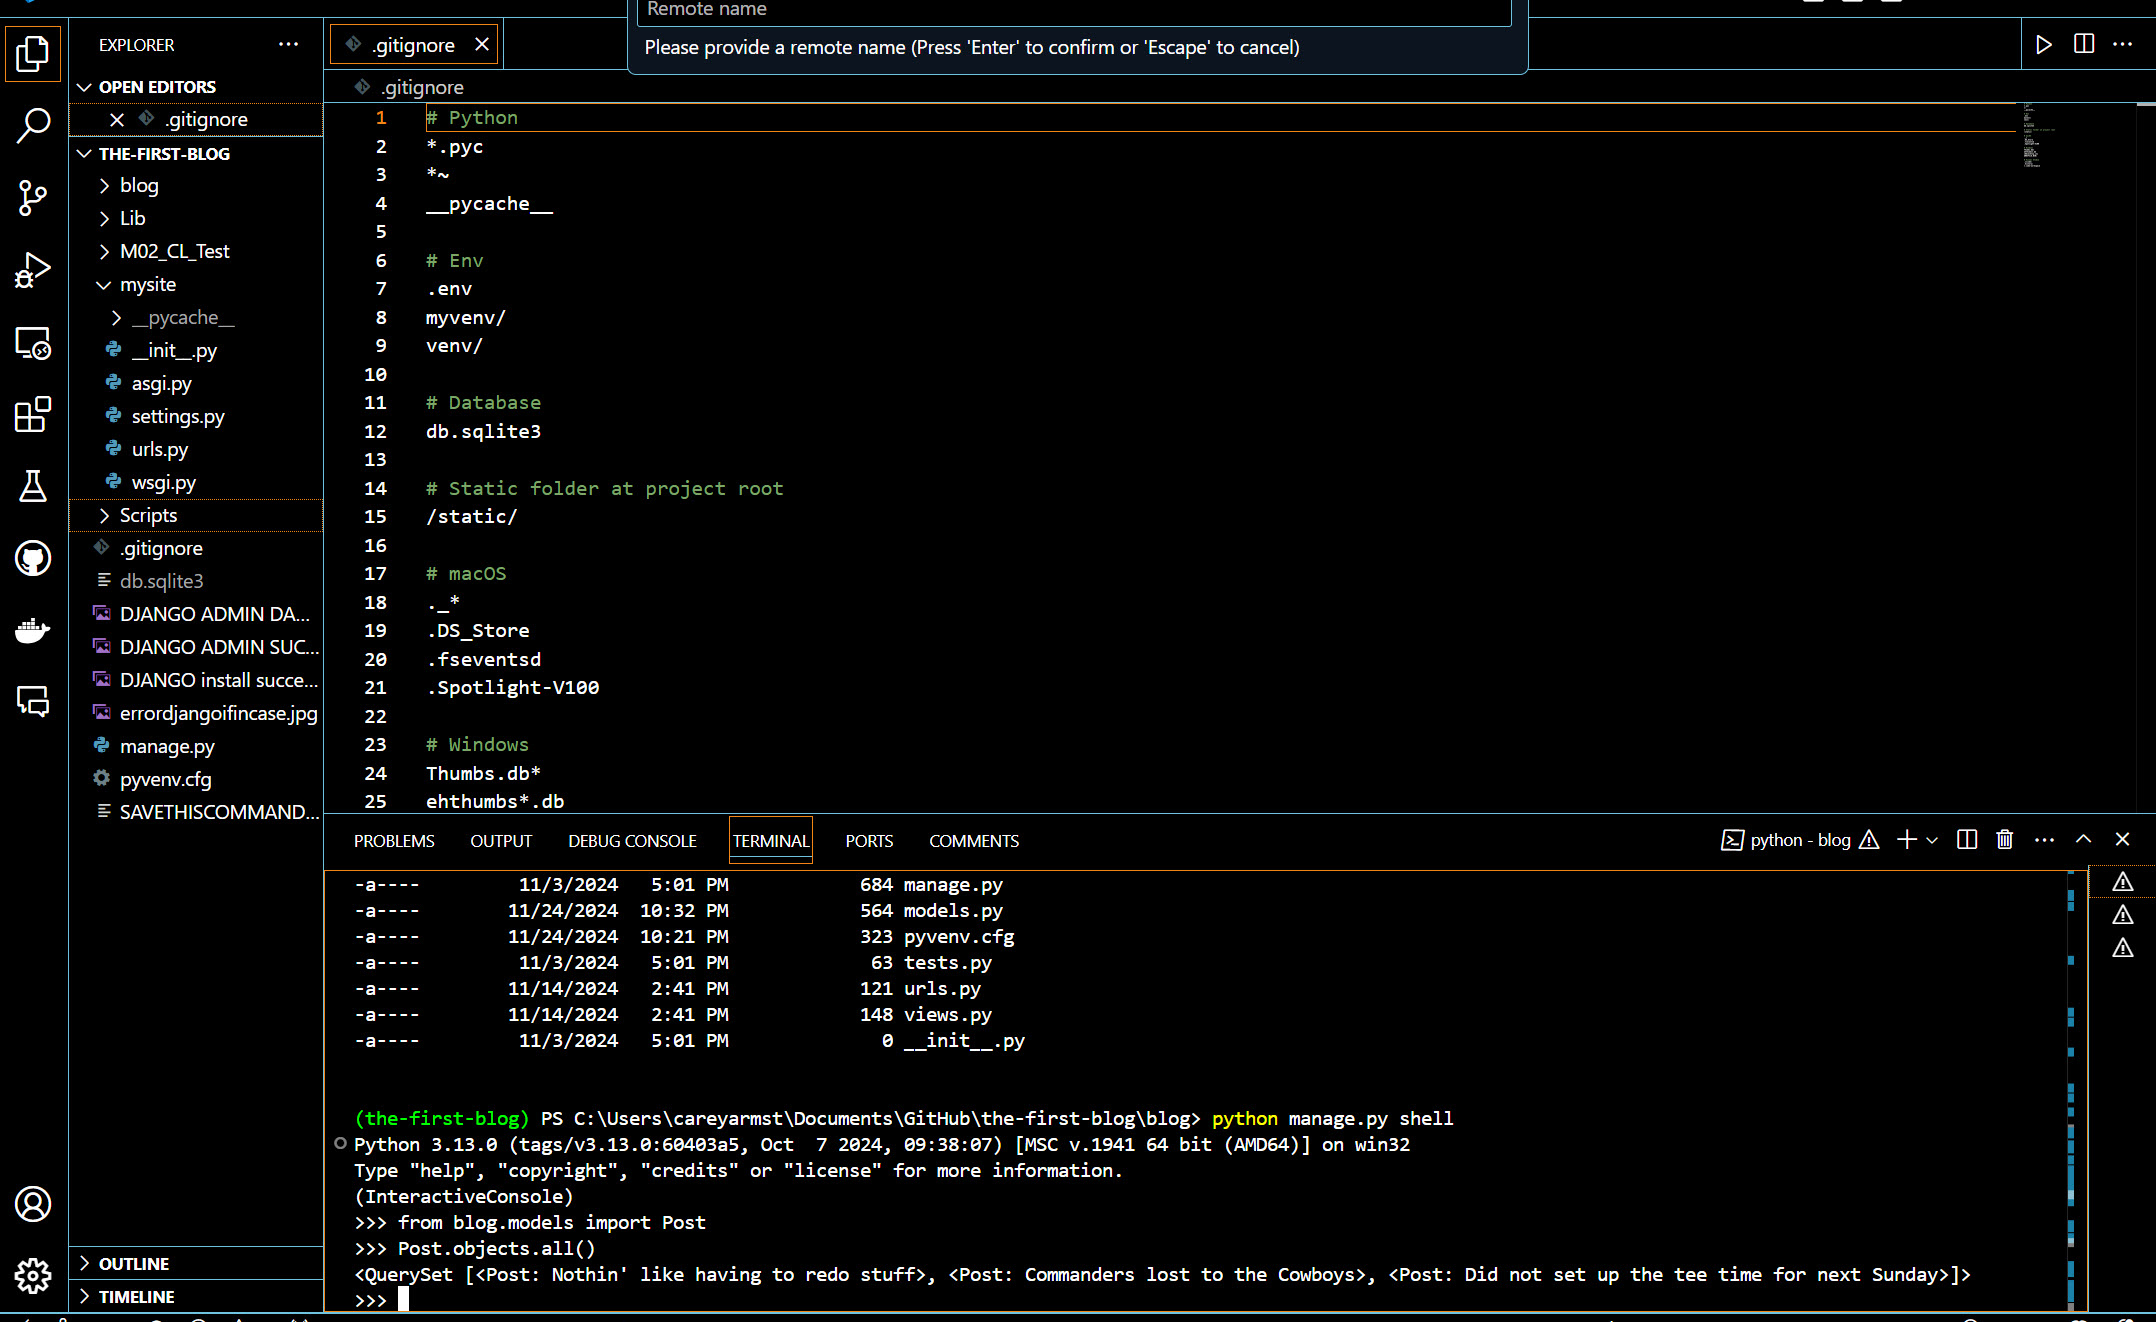 Remote name
Please provide a remote name (Press 'Enter' to confirm or 'Escape' to cancel)
EXPLORER
OPEN EDITORS
.gitignore
THE-FIRST-BLOG
blog
Lib
M02_CL_Test
mysite
__pycache__
__init__.py
asgi.py
settings.py
urls.py
wsgi.py
Scripts
.gitignore
db.sqlite3
DJANGO ADMIN DA...
DJANGO ADMIN SUC...
DJANGO install succe...
errordjangoifincase.jpg
manage.py
pyvenv.cfg
SAVETHISCOMMAND...
OUTLINE
TIMELINE
.gitignore
.gitignore
1 # Python
2 *.pyc
3 *~
4 __pycache__
5
6 # Env
7 .env
8 myvenv/
9 venv/
10
11 # Database
12 db.sqlite3
13
14 # Static folder at project root
15 /static/
16
17 # macOS
18 ._*
19 .DS_Store
20 .fseventsd
21 .Spotlight-V100
22
23 # Windows
24 Thumbs.db*
25 ehthumbs*.db
PROBLEMS OUTPUT DEBUG CONSOLE TERMINAL PORTS COMMENTS
python - blog
-a---- 11/3/2024 5:01 PM 684 manage.py
-a---- 11/24/2024 10:32 PM 564 models.py
-a---- 11/24/2024 10:21 PM 323 pyvenv.cfg
-a---- 11/3/2024 5:01 PM 63 tests.py
-a---- 11/14/2024 2:41 PM 121 urls.py
-a---- 11/14/2024 2:41 PM 148 views.py
-a---- 11/3/2024 5:01 PM 0 __init__.py
(the-first-blog) PS C:\Users\careyarmst\Documents\GitHub\the-first-blog\blog> python manage.py shell
Python 3.13.0 (tags/v3.13.0:60403a5, Oct  7 2024, 09:38:07) [MSC v.1941 64 bit (AMD64)] on win32
Type "help", "copyright", "credits" or "license" for more information.
(InteractiveConsole)
>>> from blog.models import Post
>>> Post.objects.all()
<QuerySet [<Post: Nothin' like having to redo stuff>, <Post: Commanders lost to the Cowboys>, <Post: Did not set up the tee time for next Sunday>]>
>>>